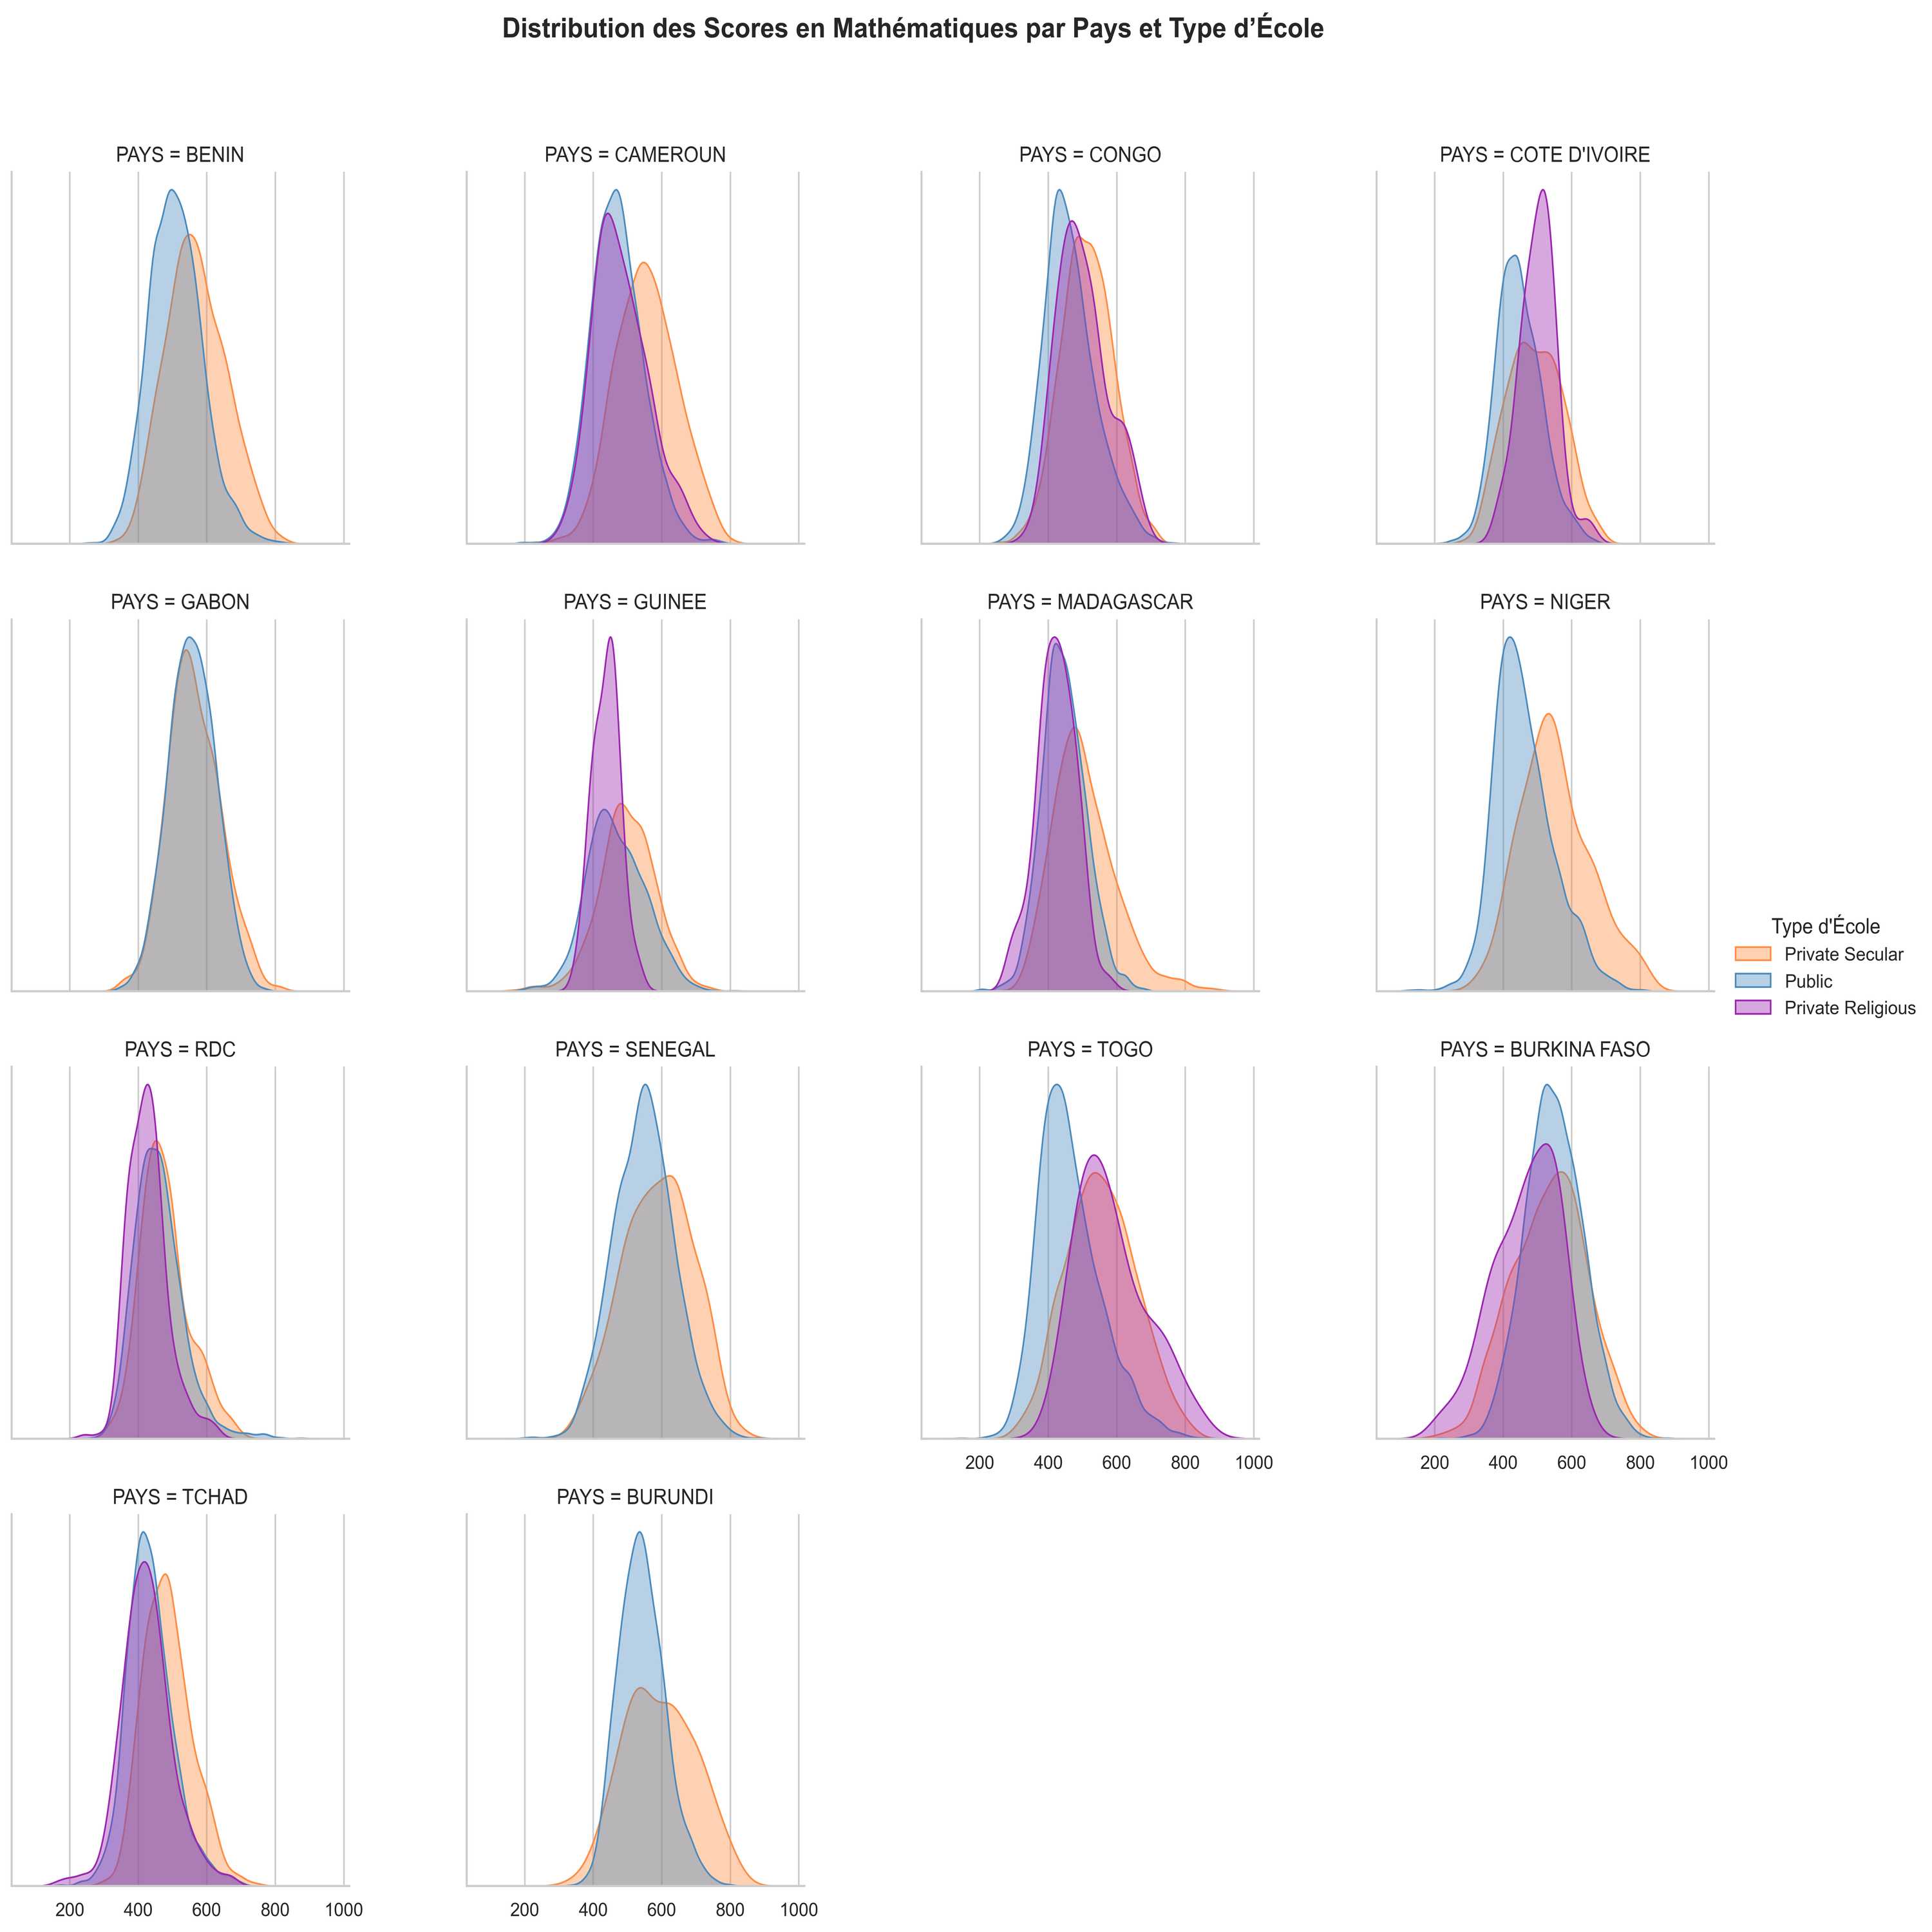 Distribution des Scores en Mathématiques par Pays et Type d’École
PAYS = BENIN
PAYS = CAMEROUN
PAYS = CONGO
PAYS = COTE D'IVOIRE
PAYS = GABON
PAYS = GUINEE
PAYS = MADAGASCAR
PAYS = NIGER
Type d'École
Private Secular
Public
Private Religious
PAYS = RDC
PAYS = SENEGAL
PAYS = TOGO
PAYS = BURKINA FASO
200 400 600 800 1000
200 400 600 800 1000
PAYS = TCHAD
PAYS = BURUNDI
200 400 600 800 1000
200 400 600 800 1000